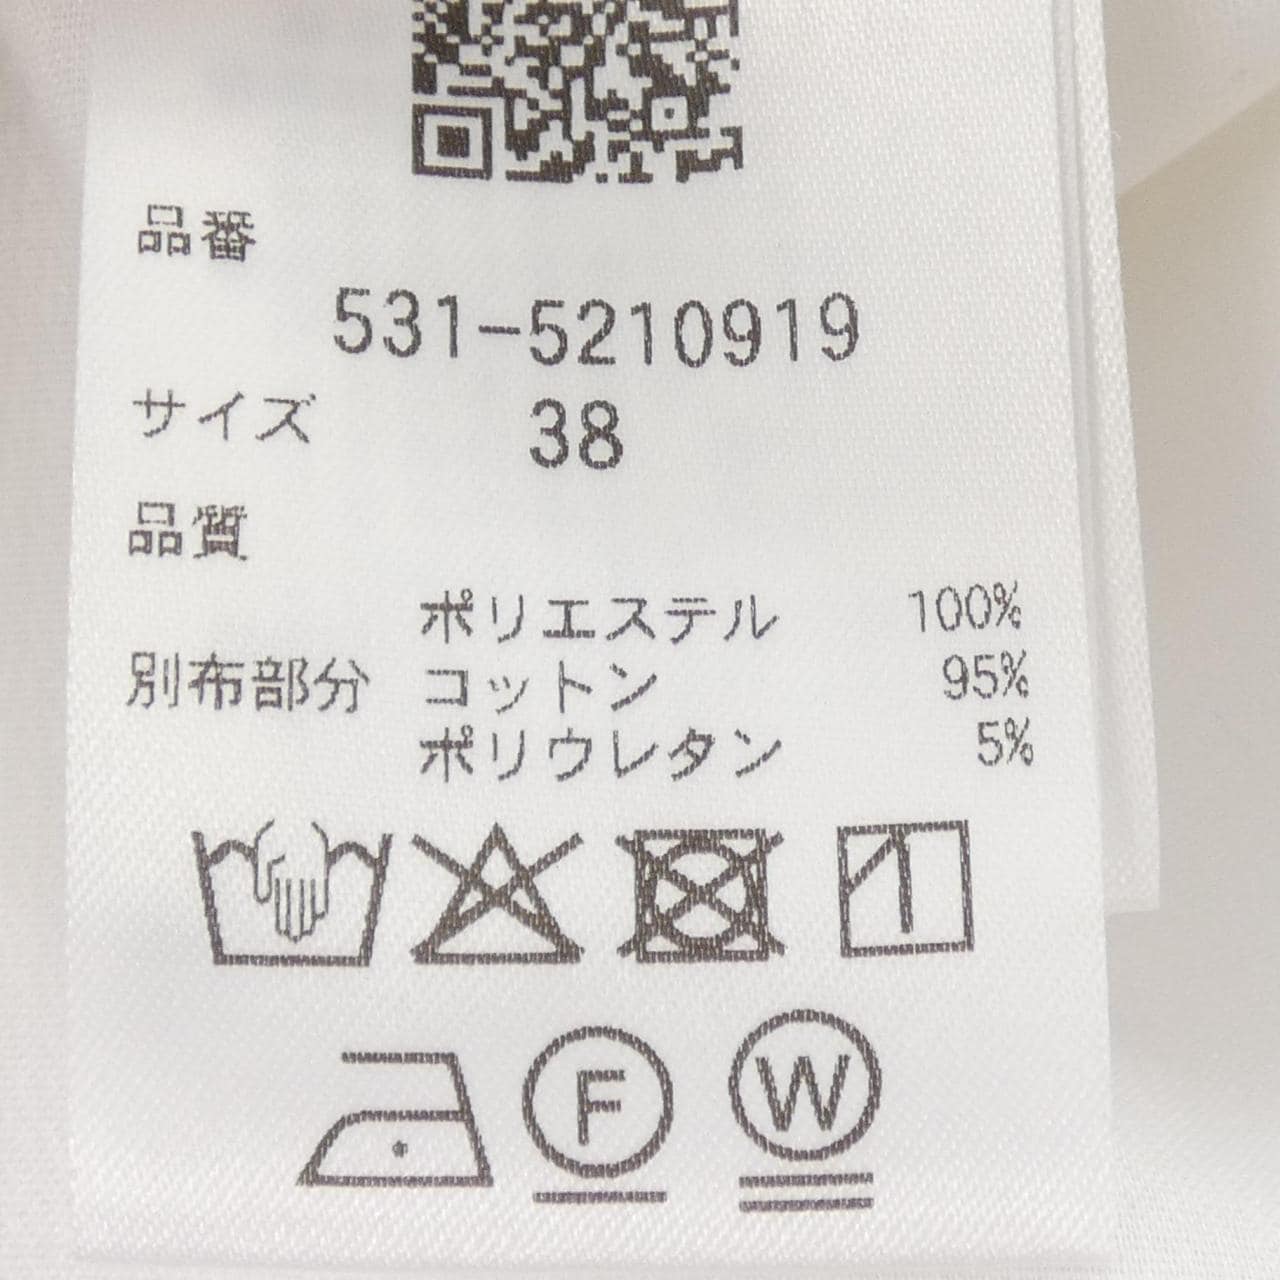 品番
531-5210919
サイズ 38
品質
ポリエステル 100%
別布部分 コットン 95%
ポリウレタン 5%
F W